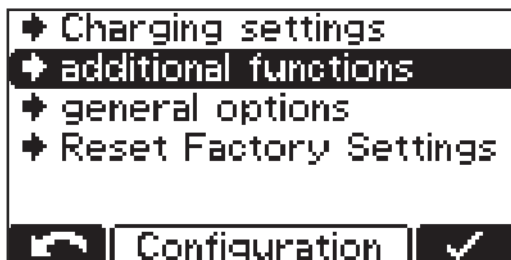 Charging settings
additional functions
general options
Reset Factory Settings
Configuration